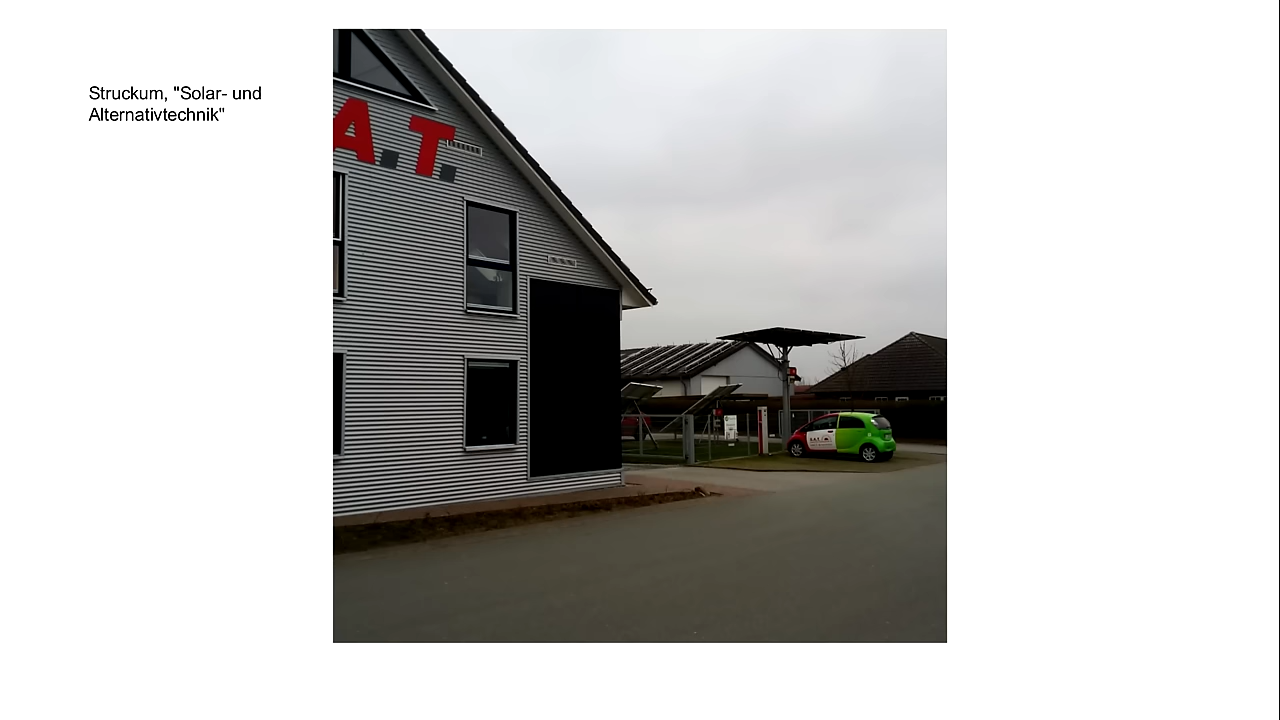 Struckum, "Solar- und
Alternativtechnik"
A.T.
S.A.T.